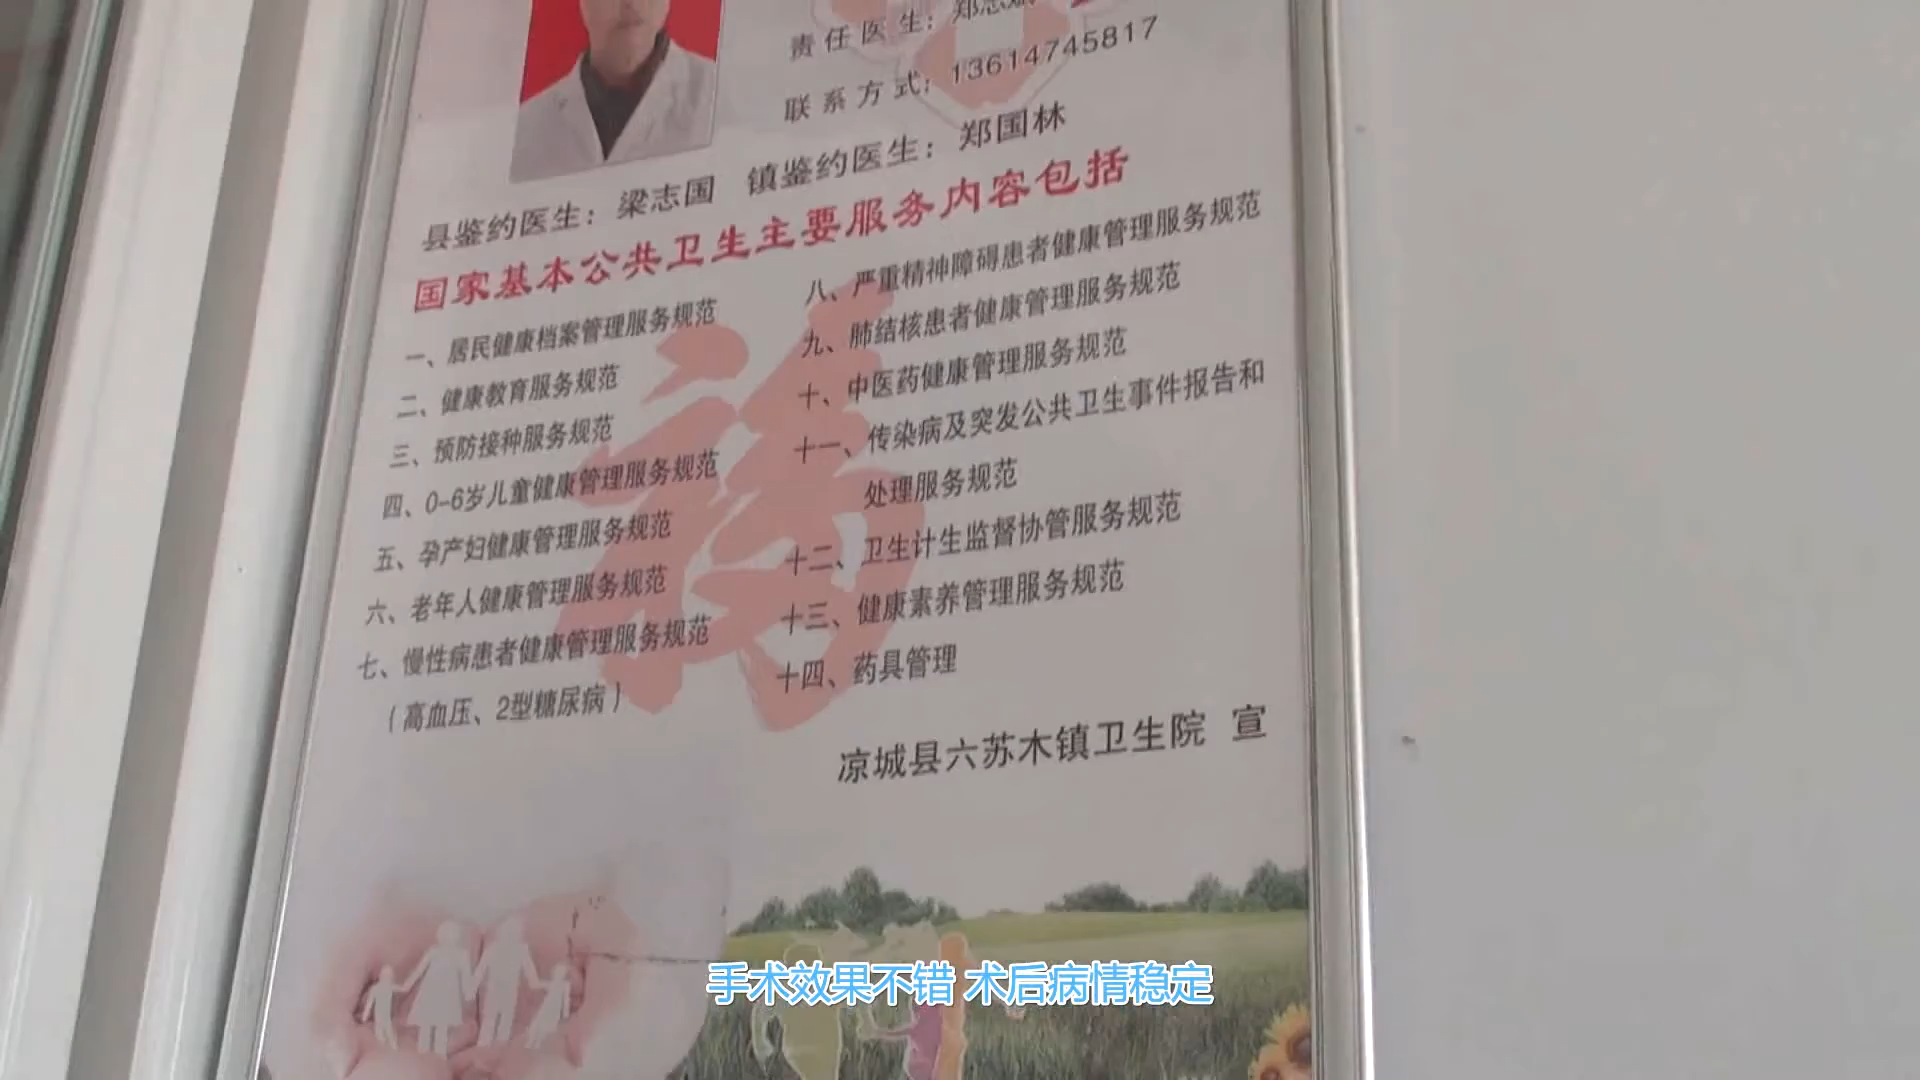 责任医生：郑志
联系方式：13614745817
县鉴约医生：梁志国 镇鉴约医生：郑国林
国家基本公共卫生主要服务内容包括
一、居民健康档案管理服务规范
二、健康教育服务规范
三、预防接种服务规范
四、0-6岁儿童健康管理服务规范
五、孕产妇健康管理服务规范
六、老年人健康管理服务规范
七、慢性病患者健康管理服务规范
（高血压、2型糖尿病）
八、严重精神障碍患者健康管理服务规范
九、肺结核患者健康管理服务规范
十、中医药健康管理服务规范
十一、传染病及突发公共卫生事件报告和
处理服务规范
十二、卫生计生监督协管服务规范
十三、健康素养管理服务规范
十四、药具管理
福
凉城县六苏木镇卫生院 宣
手术效果不错 术后病情稳定